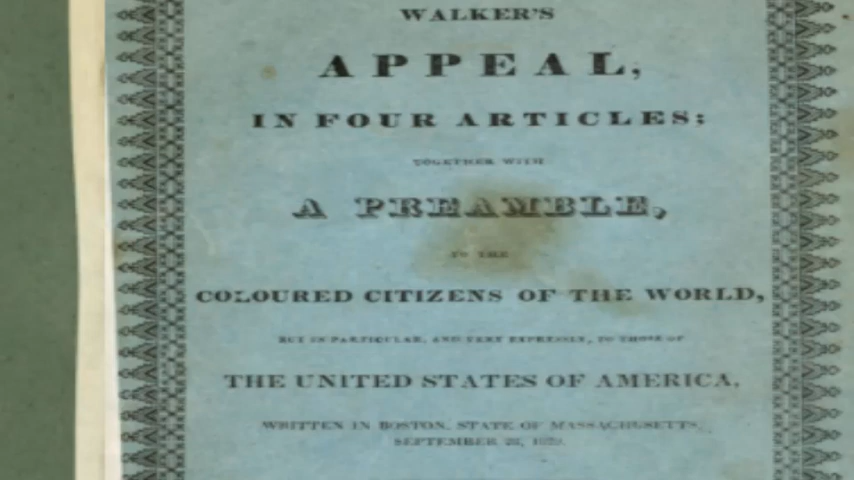 WALKER'S
APPEAL,
IN FOUR ARTICLES;
TOGETHER WITH
A PREAMBLE,
TO THE
COLOURED CITIZENS OF THE WORLD,
BUT IN PARTICULAR, AND VERY EXPRESSLY, TO THOSE OF
THE UNITED STATES OF AMERICA,
WRITTEN IN BOSTON, STATE OF MASSACHUSETTS,
SEPTEMBER 28, 1829.